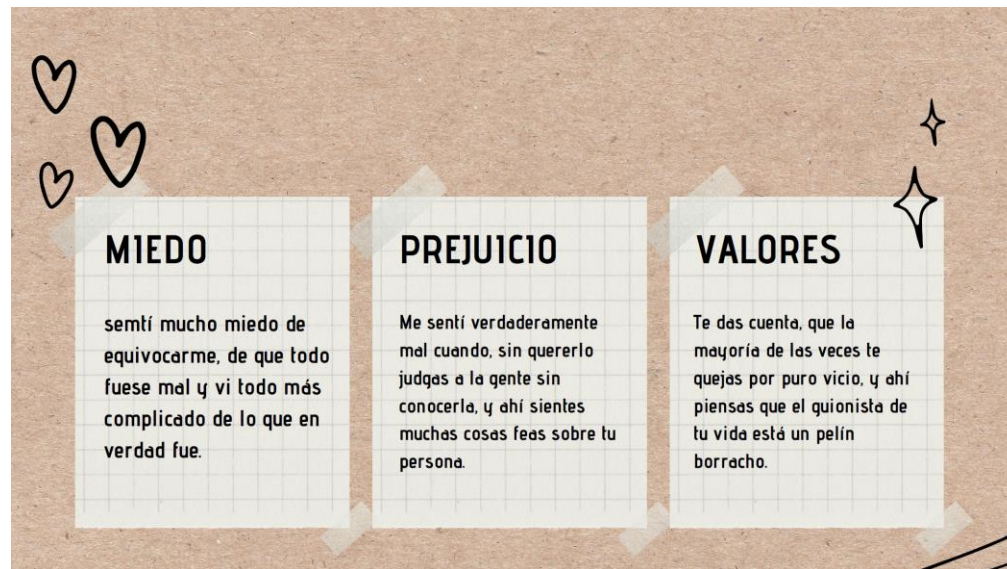 MIEDO
semtí mucho miedo de
equivocarme, de que todo
fuese mal y vi todo más
complicado de lo que en
verdad fue.
PREJUICIO
Me sentí verdaderamente
mal cuando, sin quererlo
judgas a la gente sin
conocerla, y ahí sientes
muchas cosas feas sobre tu
persona.
VALORES
Te das cuenta, que la
mayoría de las veces te
quejas por puro vicio, y ahí
piensas que el guionista de
tu vida está un pelín
borracho.